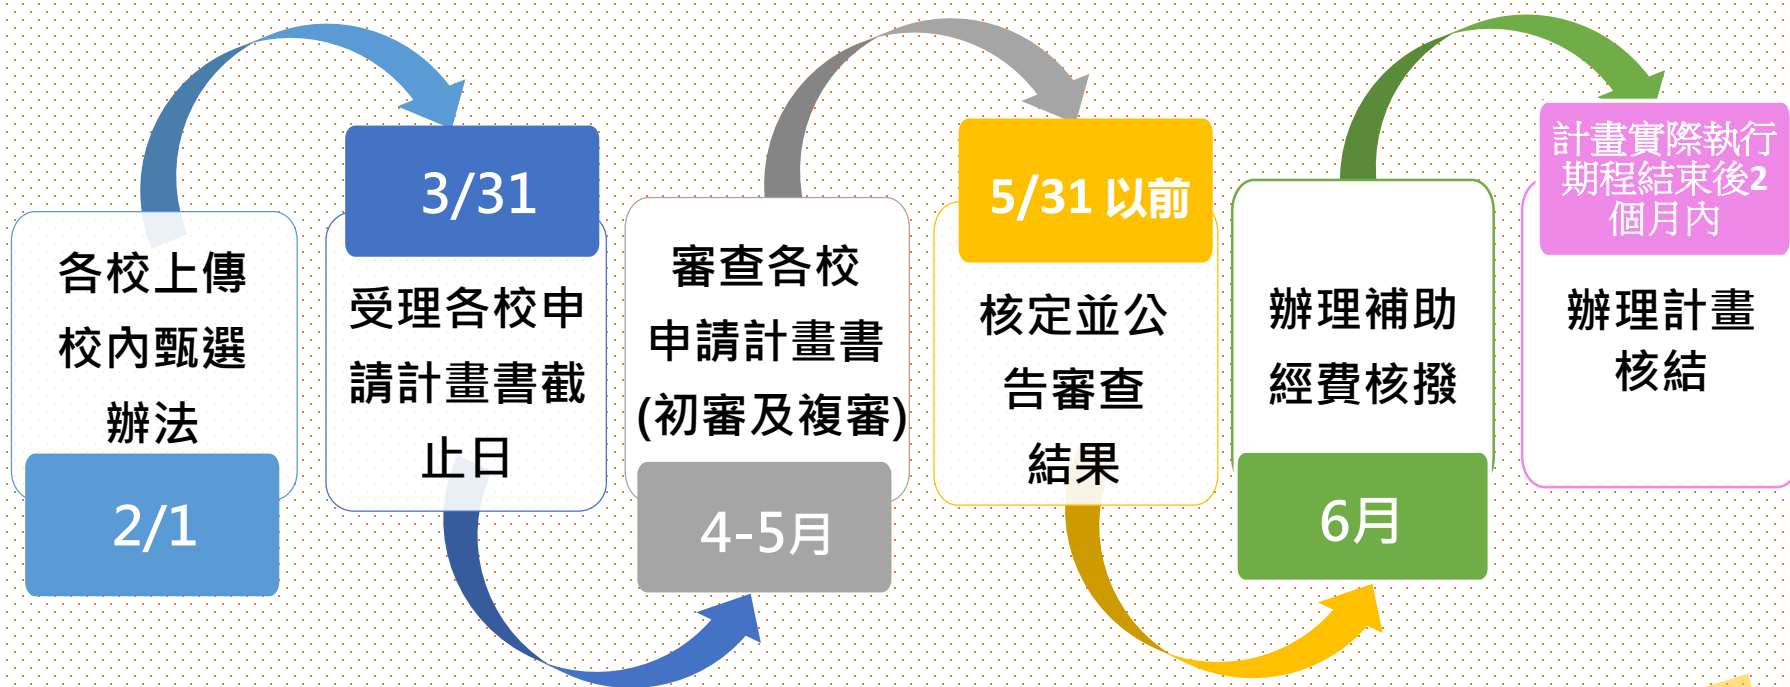 各校上傳
校內甄選
辦法
2/1
3/31
受理各校申
請計畫書截
止日
審查各校
申請計畫書
(初審及複審)
4-5月
5/31 以前
核定並公
告審查
結果
辦理補助
經費核撥
6月
計畫實際執行
期程結束後2
個月內
辦理計畫
核結